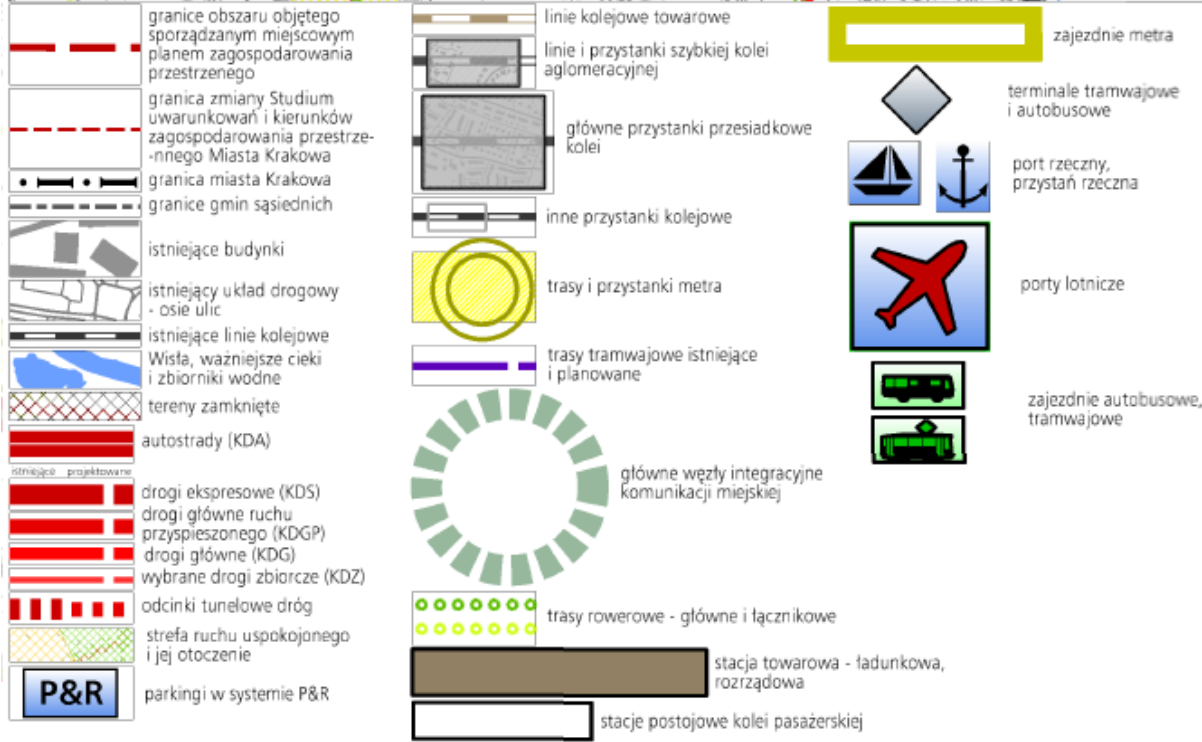 granice obszaru objętego
sporządzanym miejscowym
planem zagospodarowania
przestrzenego
granica zmiany Studium
uwarunkowań i kierunków
zagospodarowania przestrze-
-nnego Miasta Krakowa
granica miasta Krakowa
granice gmin sąsiednich
istniejące budynki
istniejący układ drogowy
- osie ulic
istniejące linie kolejowe
Wisła, ważniejsze cieki
i zbiorniki wodne
tereny zamknięte
autostrady (KDA)
istniejące projektowane
drogi ekspresowe (KDS)
drogi główne ruchu
przyspieszonego (KDGP)
drogi główne (KDG)
wybrane drogi zbiorcze (KDZ)
odcinki tunelowe dróg
strefa ruchu uspokojonego
i jej otoczenie
P&R
parkingi w systemie P&R
linie kolejowe towarowe
linie i przystanki szybkiej kolei
aglomeracyjnej
główne przystanki przesiadkowe
kolei
inne przystanki kolejowe
trasy i przystanki metra
trasy tramwajowe istniejące
i planowane
główne węzły integracyjne
komunikacji miejskiej
trasy rowerowe - główne i łącznikowe
stacja towarowa - ładunkowa,
rozrządowa
stacje postojowe kolei pasażerskiej
zajezdnie metra
terminale tramwajowe
i autobusowe
port rzeczny,
przystań rzeczna
porty lotnicze
zajezdnie autobusowe,
tramwajowe